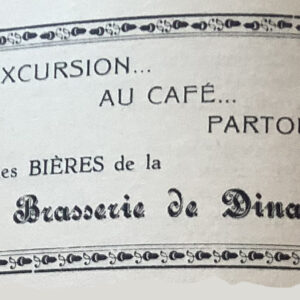 XCURSION...
AU CAFÉ...
PARTO
es BIÈRES de la
Brasserie de Dina